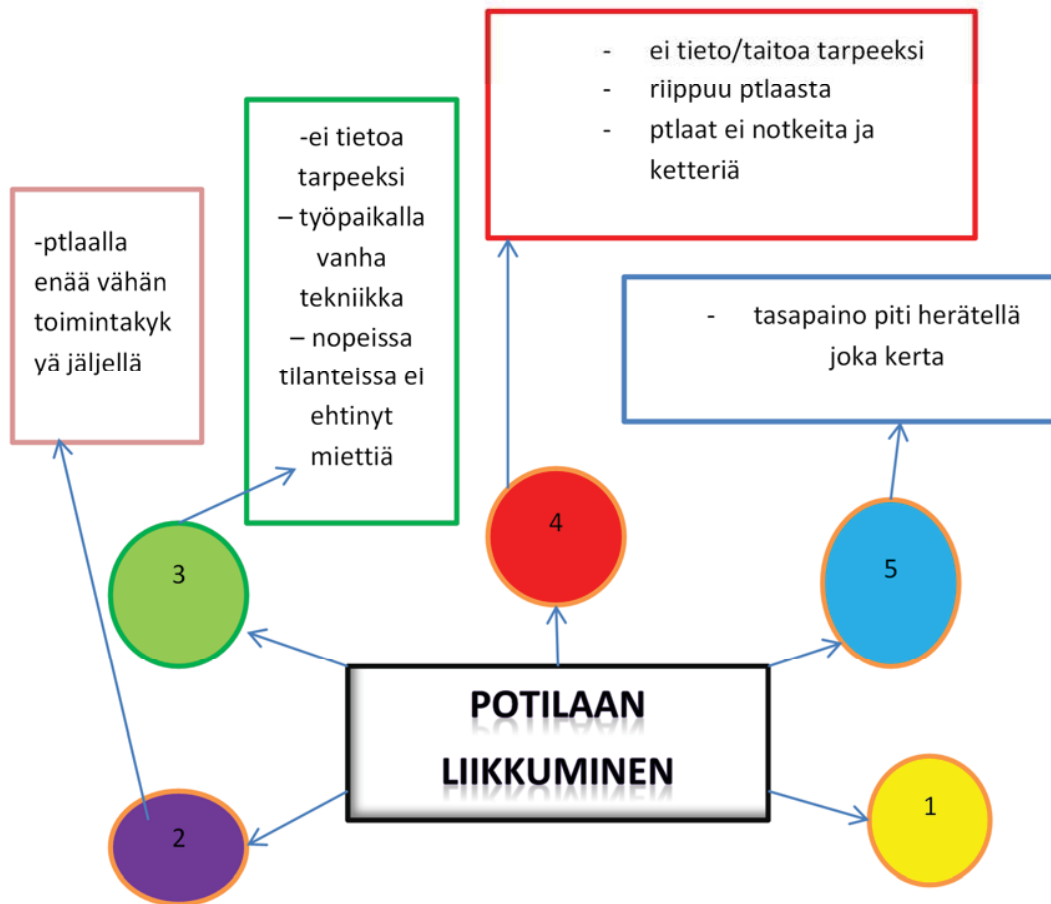 - ei tieto/taitoa tarpeeksi
- riippuu ptlaasta
- ptlaat ei notkeita ja
ketteriä
-ei tietoa
tarpeeksi
– työpaikalla
vanha
tekniikka
– nopeissa
tilanteissa ei
ehtinyt
miettiä
-ptlaalla
enää vähän
toimintakyk
yä jäljellä
- tasapaino piti herätellä
joka kerta
4
3
5
POTILAAN
LIIKKUMINEN
2
1